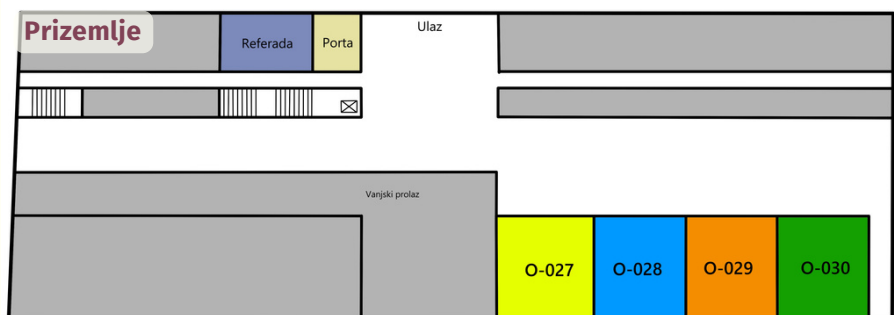 Prizemlje
Referada
Porta
Ulaz
Vanjski prolaz
O-027
O-028
O-029
O-030